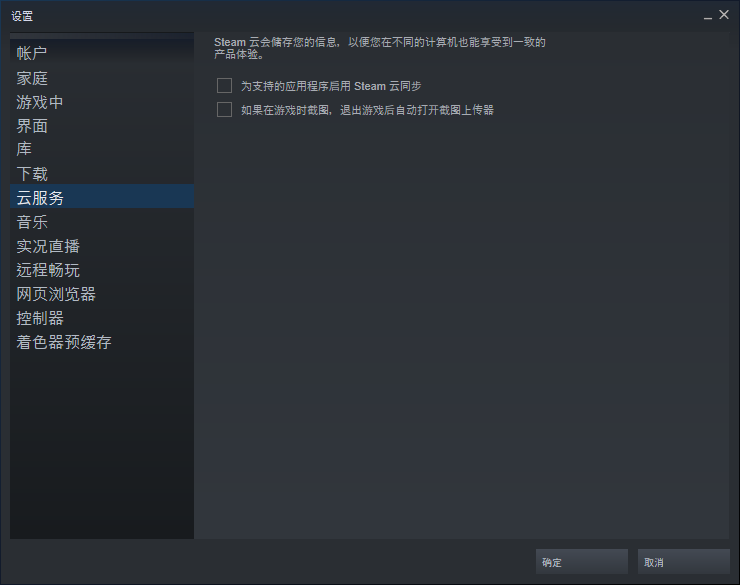 设置
帐户
家庭
游戏中
界面
库
下载
云服务
音乐
实况直播
远程畅玩
网页浏览器
控制器
着色器预缓存
Steam 云会储存您的信息，以便您在不同的计算机也能享受到一致的
产品体验。
为支持的应用程序启用 Steam 云同步
如果在游戏时截图，退出游戏后自动打开截图上传器
确定
取消